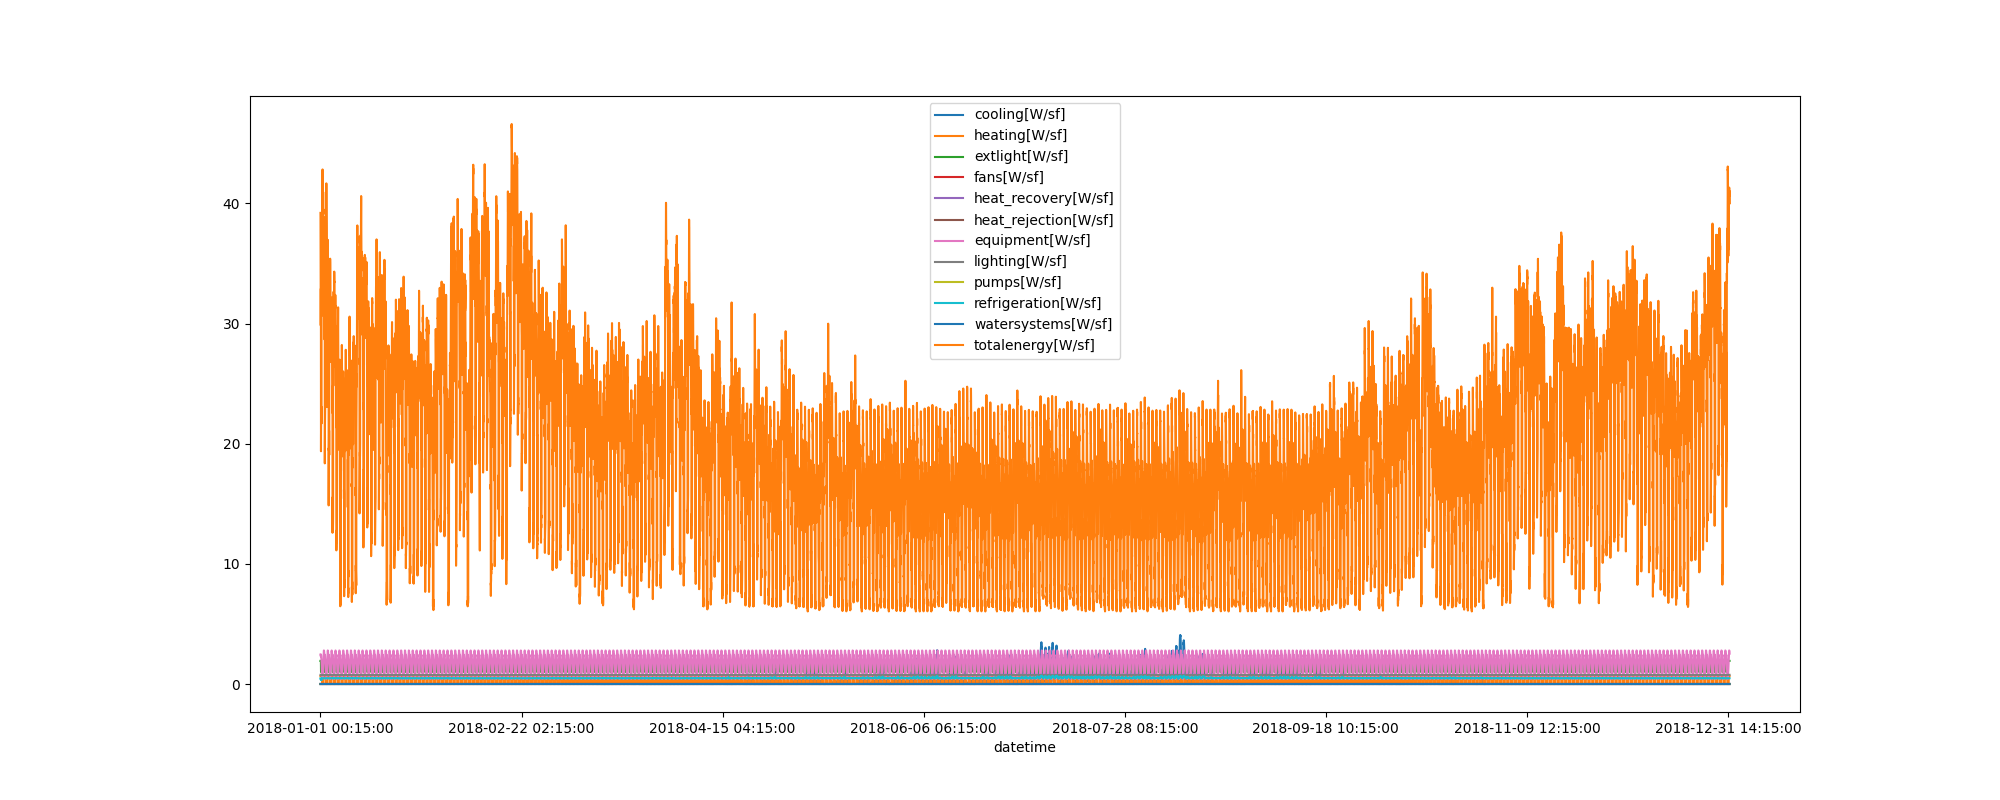 cooling[W/sf]
heating[W/sf]
extlight[W/sf]
fans[W/sf]
heat_recovery[W/sf]
heat_rejection[W/sf]
equipment[W/sf]
lighting[W/sf]
pumps[W/sf]
refrigeration[W/sf]
watersystems[W/sf]
totalenergy[W/sf]
40
30
20
10
0
2018-01-01 00:15:00 2018-02-22 02:15:00 2018-04-15 04:15:00 2018-06-06 06:15:00 2018-07-28 08:15:00 2018-09-18 10:15:00 2018-11-09 12:15:00 2018-12-31 14:15:00
datetime